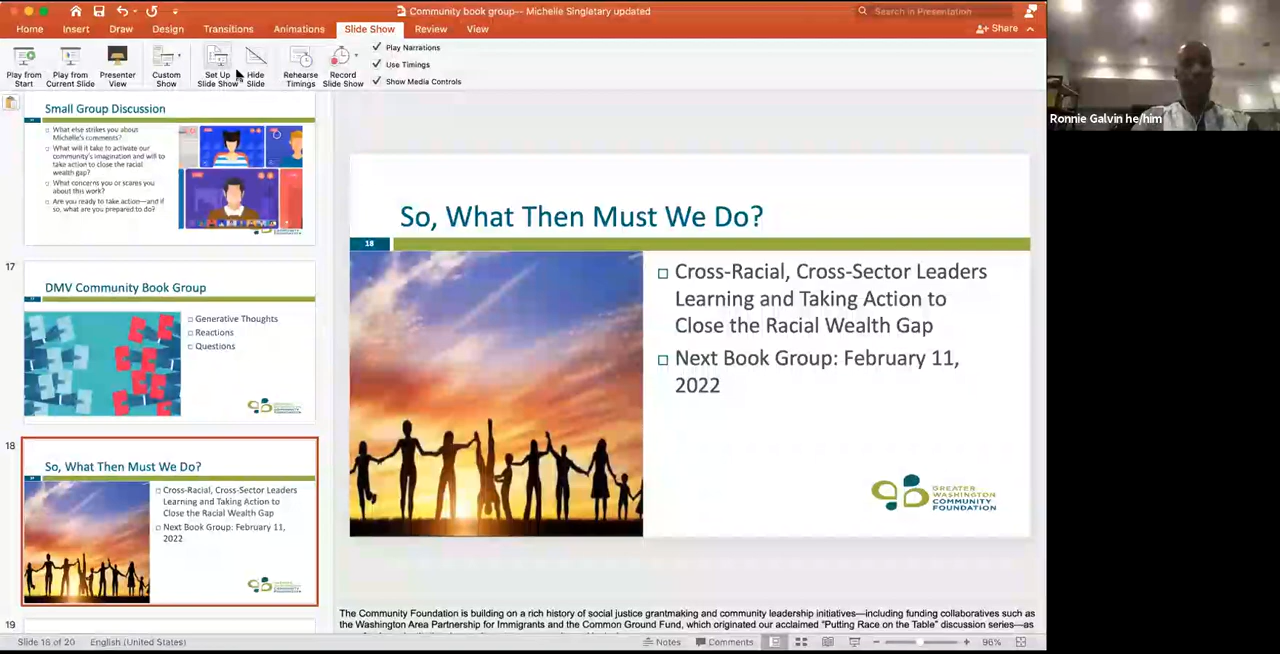 Community book group-- Michelle Singletary updated
Search in Presentation
Home Insert Draw Design Transitions Animations Slide Show Review View
Share
Play from Start
Play from Current Slide
Presenter View
Custom Show
Set Up Slide Show
Hide Slide
Rehearse Timings
Record Slide Show
Play Narrations
Use Timings
Show Media Controls
Ronnie Galvin he/him
Small Group Discussion
What else strikes you about
Michelle's comments?
What will it take to activate our
community's imagination and will to
take action to close the racial
wealth gap?
What concerns you or scares you
about this work?
Are you ready to take action—and if
so, what are you prepared to do?
17
DMV Community Book Group
Generative Thoughts
Reactions
Questions
18
So, What Then Must We Do?
Cross-Racial, Cross-Sector Leaders
Learning and Taking Action to
Close the Racial Wealth Gap
Next Book Group: February 11,
2022
19
So, What Then Must We Do?
18
Cross-Racial, Cross-Sector Leaders
Learning and Taking Action to
Close the Racial Wealth Gap
Next Book Group: February 11,
2022
GREATER
WASHINGTON
COMMUNITY
FOUNDATION
The Community Foundation is building on a rich history of social justice grantmaking and community leadership initiatives—including funding collaboratives such as
the Washington Area Partnership for Immigrants and the Common Ground Fund, which originated our acclaimed "Putting Race on the Table" discussion series—as
Slide 18 of 20 English (United States)
Notes Comments 96%